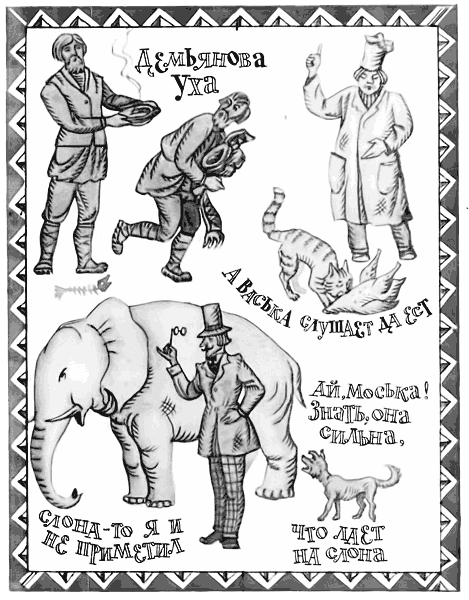 Демьянова
уха
А Васька слушает да ест
Ай, Моська!
Знать, она
сильна,
Слона-то я и
не приметил
что лает
на слона